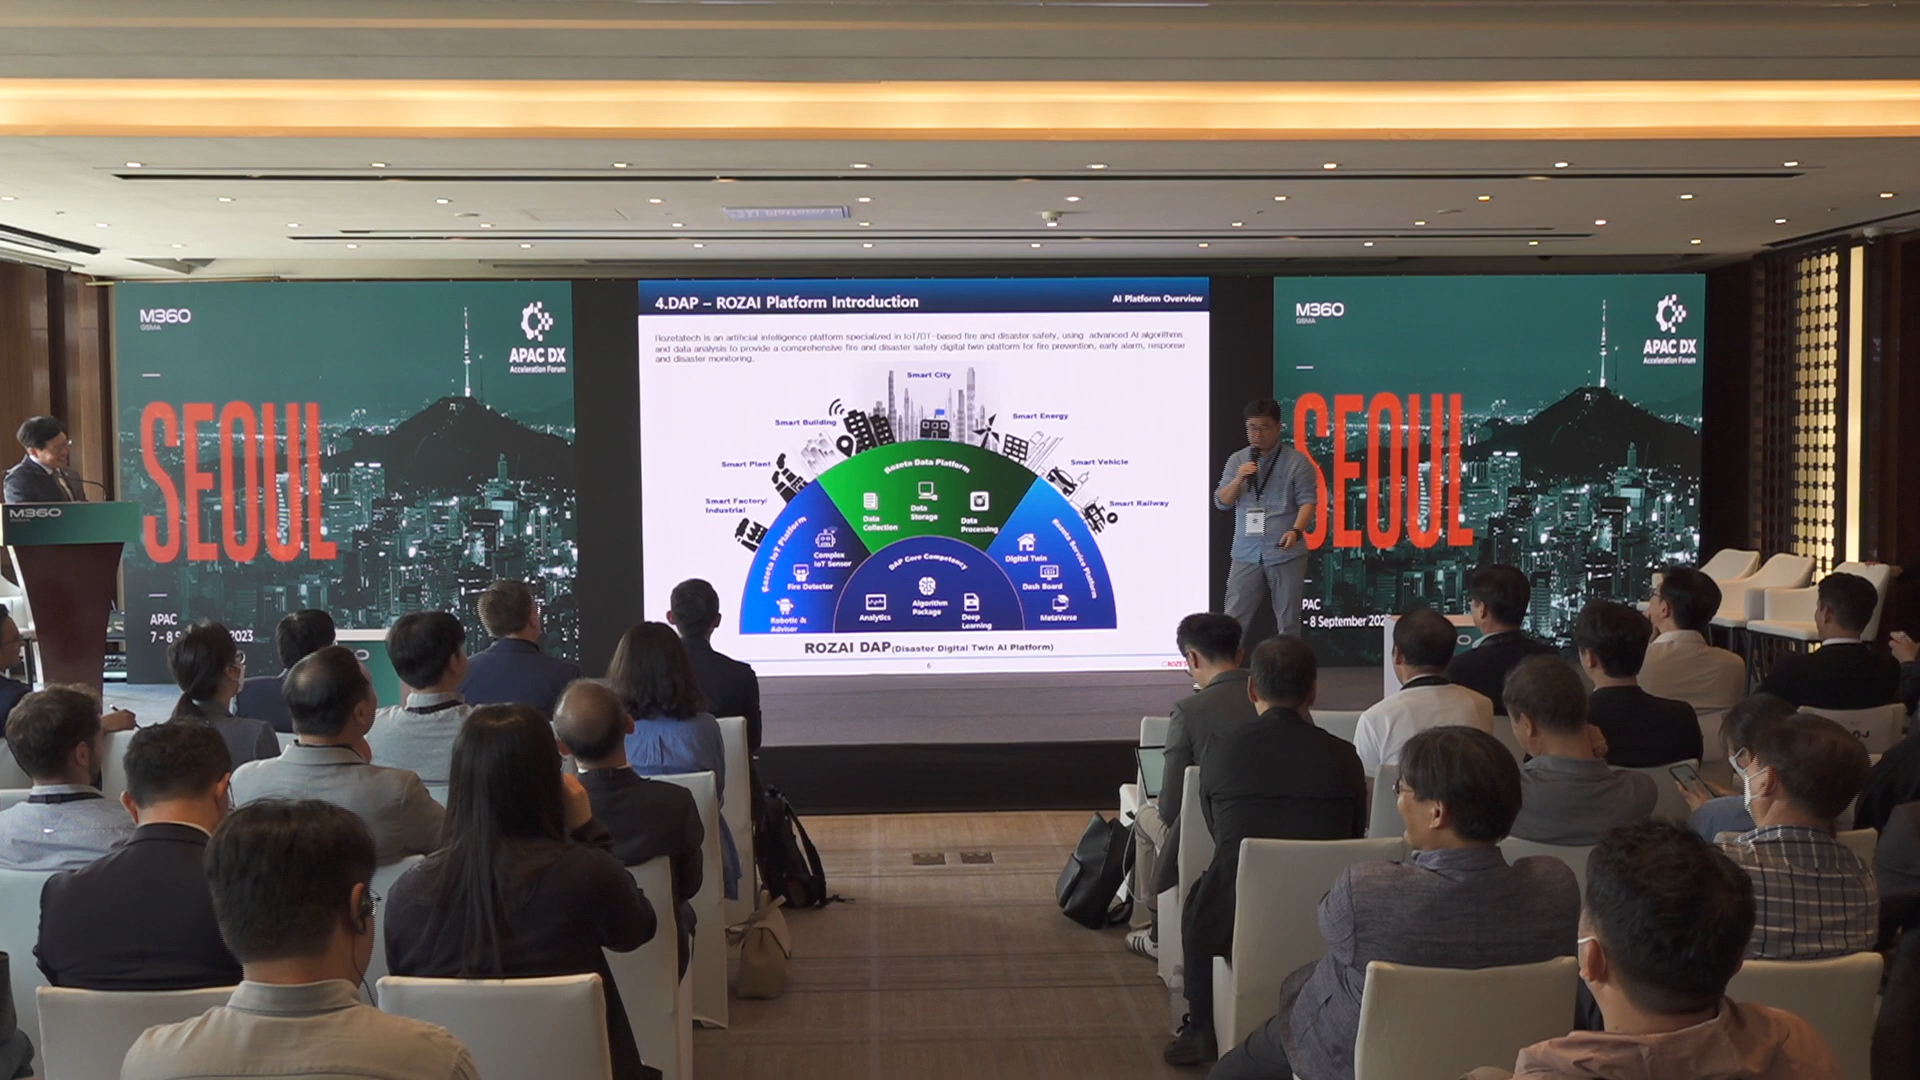 M360
GSMA
APAC DX
Acceleration Forum
SEOUL
APAC
7 – 8 2023
M360
GSMA
4.DAP – ROZAI Platform Introduction
AI Platform Overview
Rozetatech is an artificial intelligence platform specialized in IoT/DT-based fire and disaster safety, using advanced AI algorithms
and data analysis to provide a comprehensive fire and disaster safety digital twin platform for fire prevention, early alarm, response
and disaster monitoring.
Smart City
Smart Building
Smart Energy
Smart Plant
Smart Vehicle
Smart Factory/
Industrial
Smart Railway
Rozeta Data Platform
Data
Collection
Data
Storage
Data
Processing
Rozeta IoT Platform
Complex
IoT Sensor
Fire Detector
Robotic &
Advisor
DAP Core Competency
Analytics
Algorithm
Package
Deep
Learning
Rozeta Service Platform
Digital Twin
Dash Board
MetaVerse
ROZAI DAP(Disaster Digital Twin AI Platform)
6
M360
GSMA
APAC DX
Acceleration Forum
SEOUL
8 September